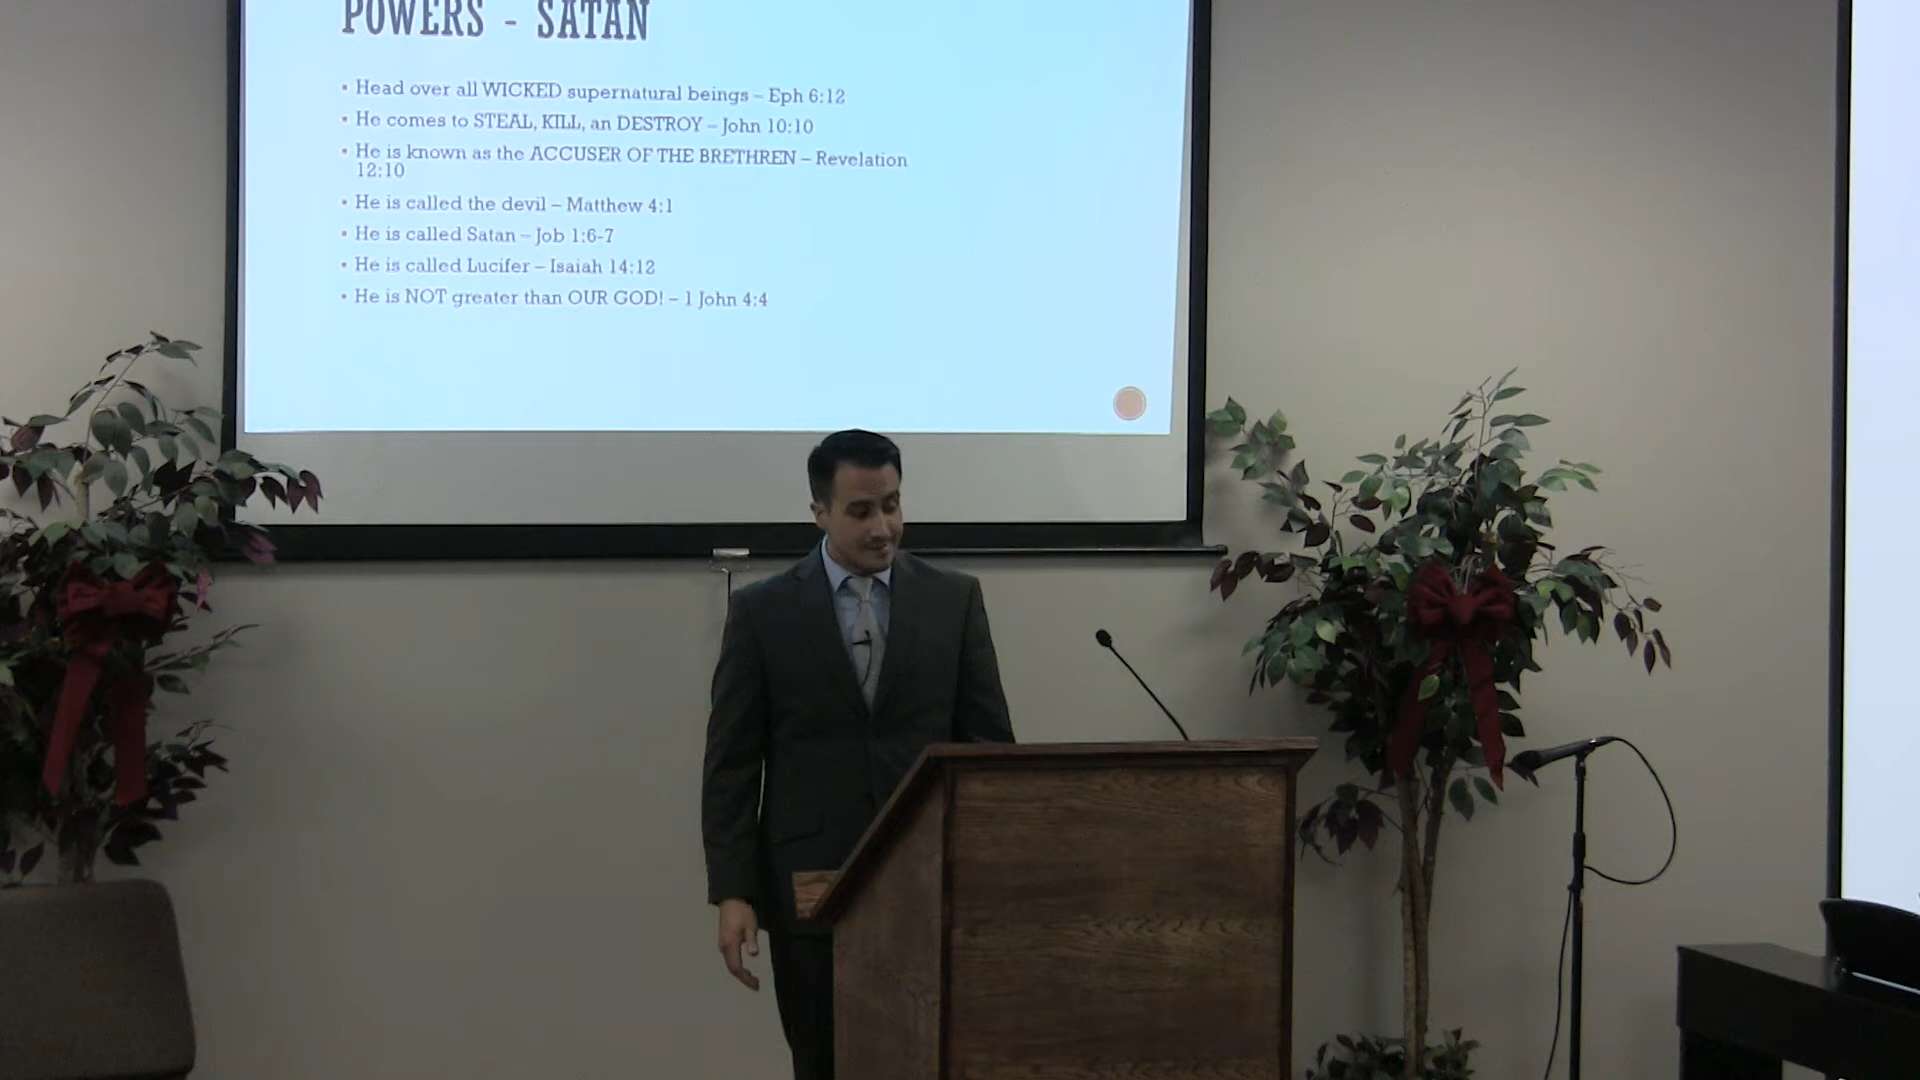 POWERS - SATAN
• Head over all WICKED supernatural beings – Eph 6:12
• He comes to STEAL, KILL, an DESTROY – John 10:10
• He is known as the ACCUSER OF THE BRETHREN – Revelation
12:10
• He is called the devil – Matthew 4:1
• He is called Satan – Job 1:6-7
• He is called Lucifer – Isaiah 14:12
• He is NOT greater than OUR GOD! – 1 John 4:4